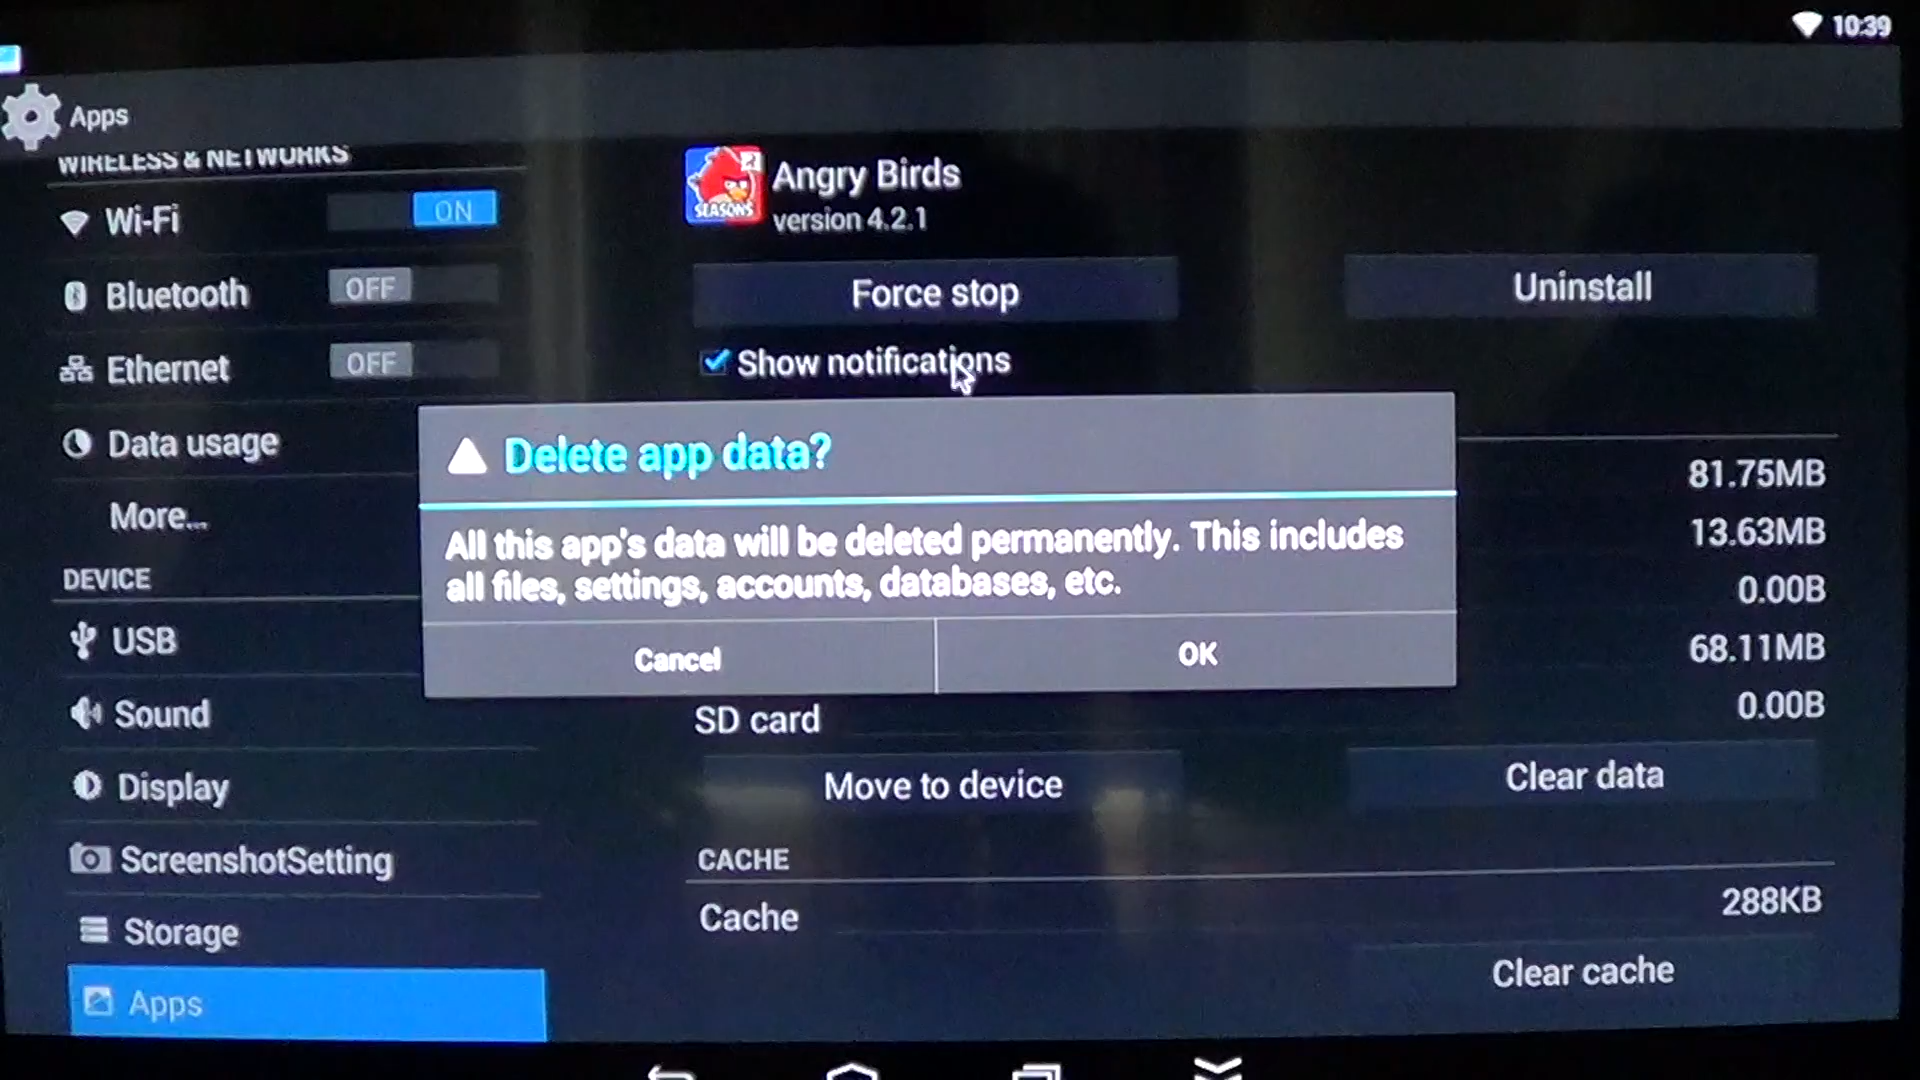 10:39
Apps
WIRELESS & NETWORKS
Wi-Fi
ON
Bluetooth
OFF
Ethernet
OFF
Data usage
More...
DEVICE
USB
Sound
Display
ScreenshotSetting
Storage
Apps
SEASONS
Angry Birds
version 4.2.1
Force stop
Uninstall
Show notifications
Delete app data?
All this app's data will be deleted permanently. This includes
all files, settings, accounts, databases, etc.
Cancel
OK
81.75MB
13.63MB
0.00B
68.11MB
SD card
0.00B
Move to device
Clear data
CACHE
Cache
288KB
Clear cache